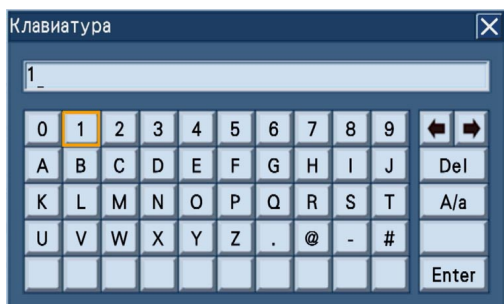 Клавиатура
1_
0 1 2 3 4 5 6 7 8 9
A B C D E F G H I J Del
K L M N O P Q R S T A/a
U V W X Y Z . @ - #
Enter